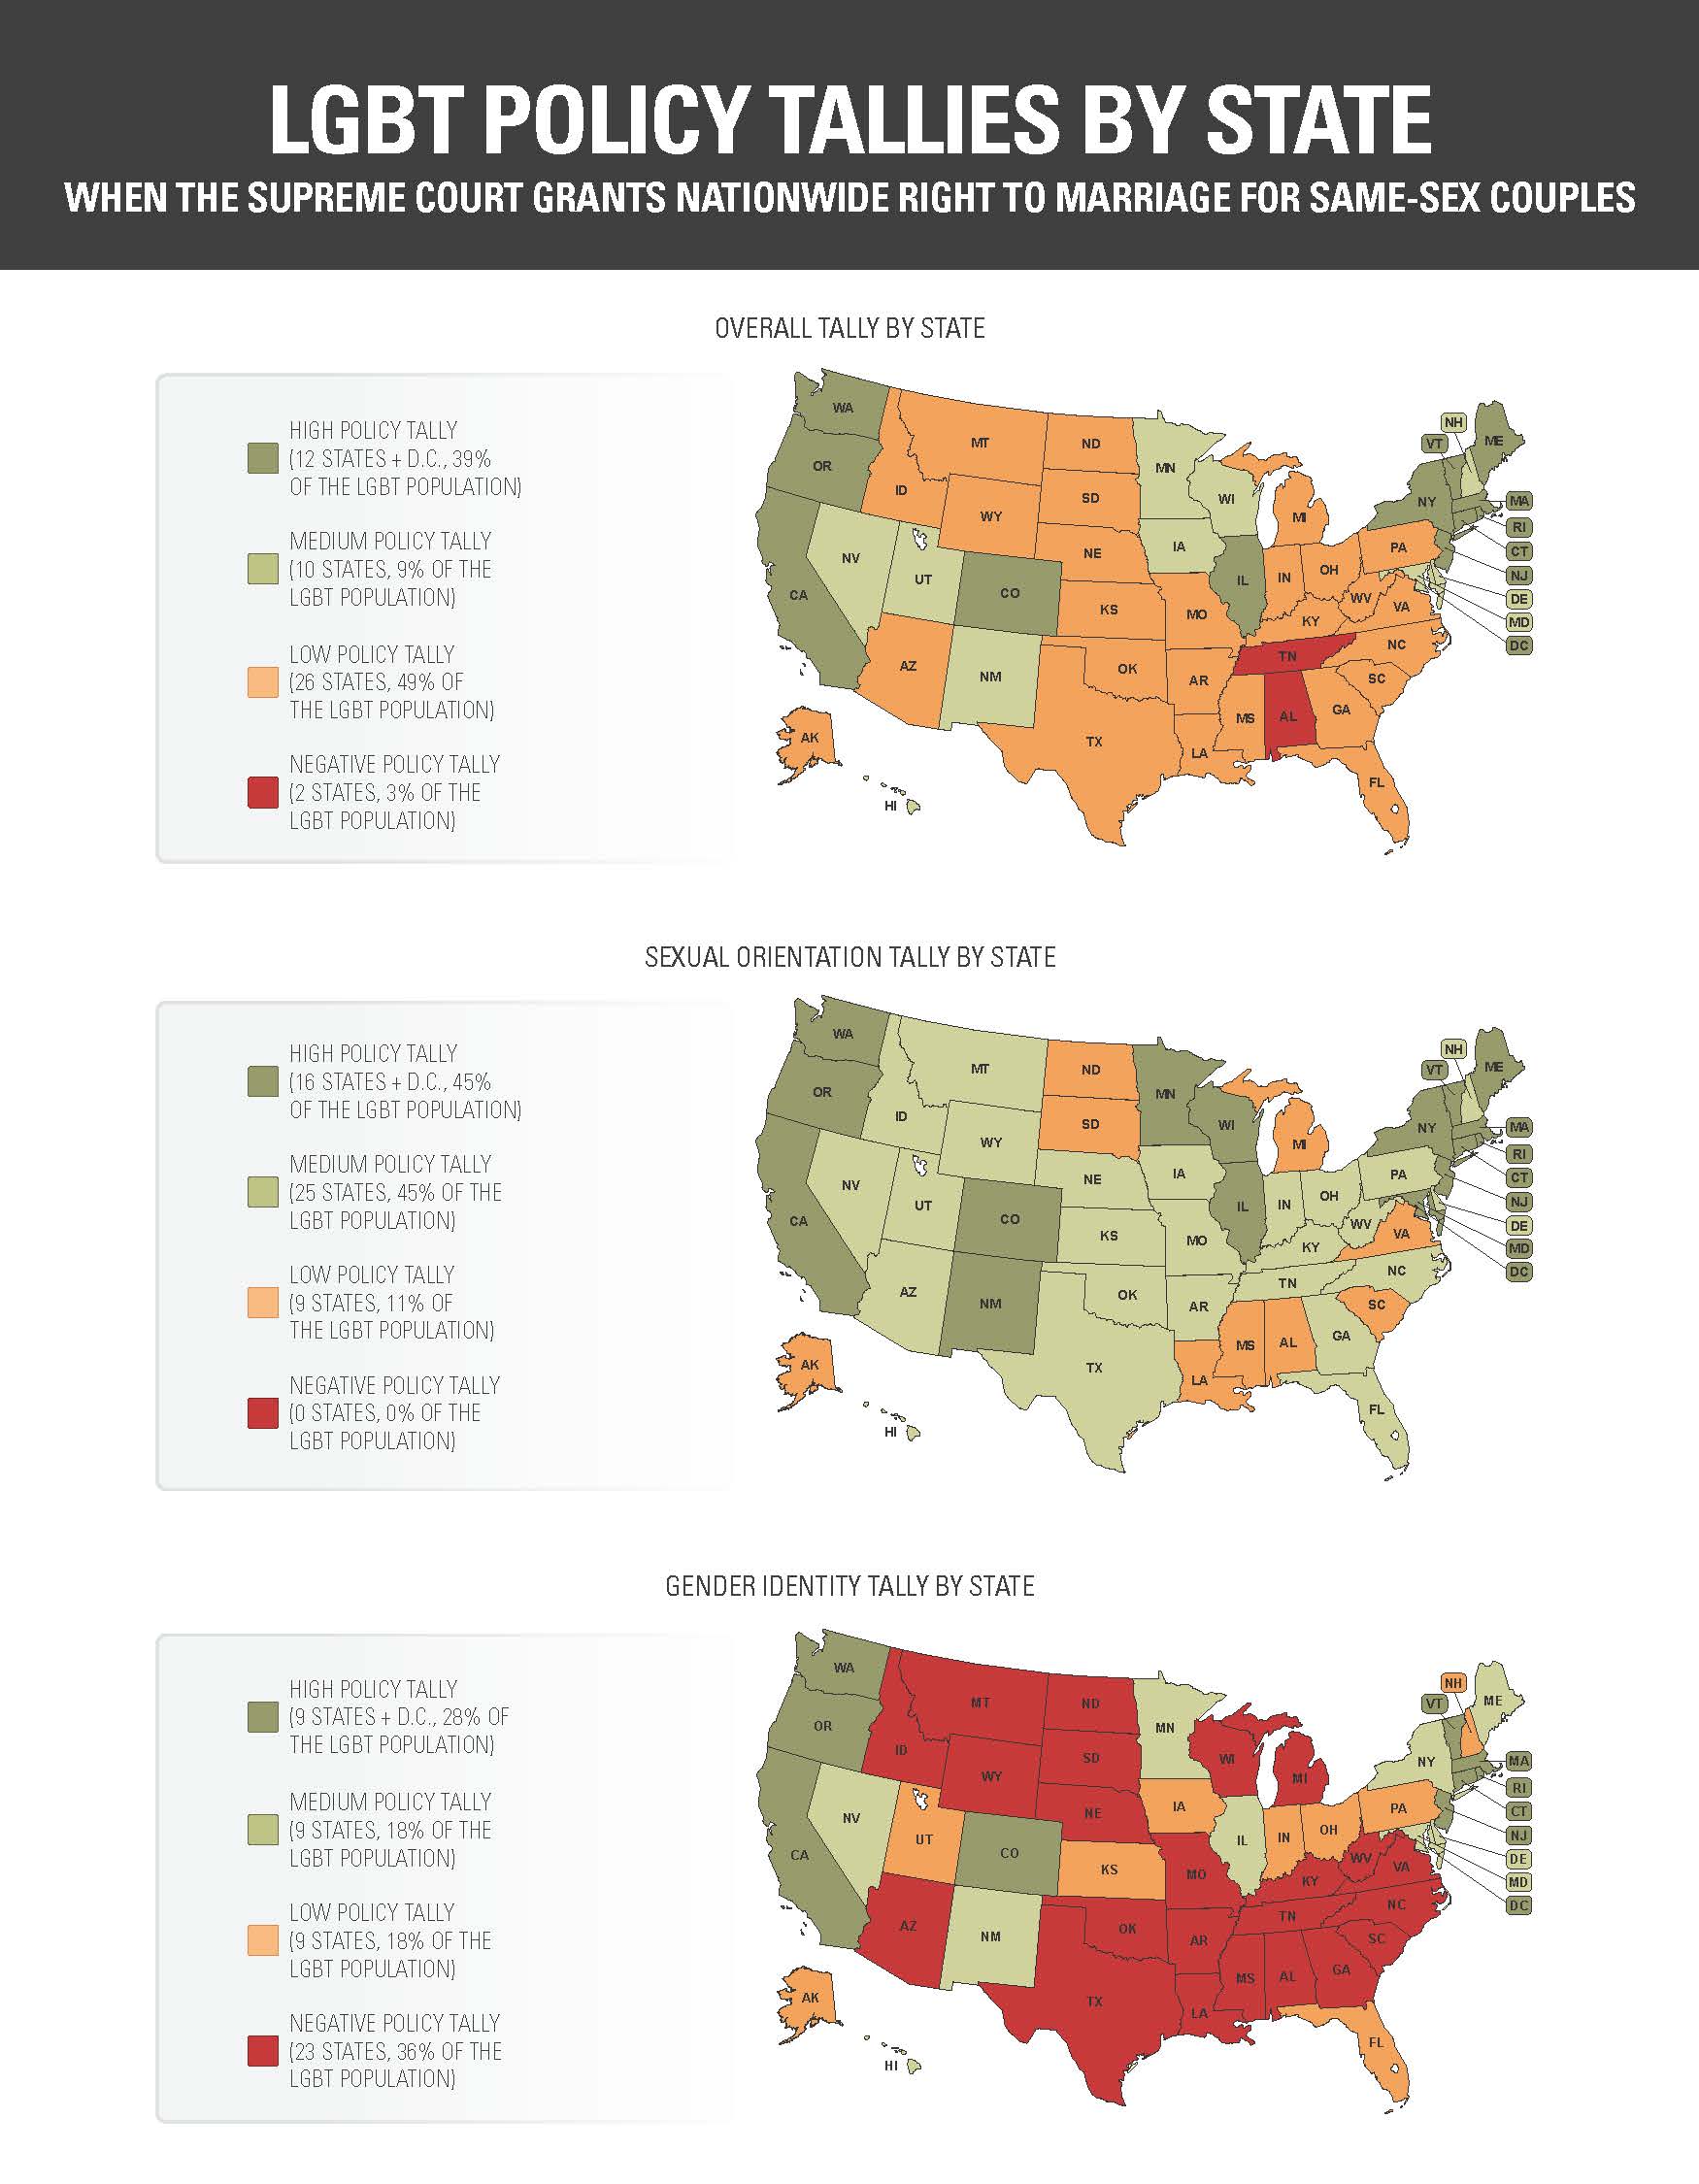 LGBT POLICY TALLIES BY STATE
WHEN THE SUPREME COURT GRANTS NATIONWIDE RIGHT TO MARRIAGE FOR SAME-SEX COUPLES
OVERALL TALLY BY STATE
HIGH POLICY TALLY
(12 STATES + D.C., 39%
OF THE LGBT POPULATION)
MEDIUM POLICY TALLY
(10 STATES, 9% OF THE
LGBT POPULATION)
LOW POLICY TALLY
(26 STATES, 49% OF
THE LGBT POPULATION)
NEGATIVE POLICY TALLY
(2 STATES, 3% OF THE
LGBT POPULATION)
WA
OR
CA
NV
ID
MT
WY
UT
AZ
CO
NM
ND
SD
NE
KS
OK
TX
MN
IA
MO
AR
LA
WI
IL
MI
IN
OH
KY
TN
MS
AL
GA
FL
SC
NC
VA
WV
PA
NY
VT
NH
ME
MA
RI
CT
NJ
DE
MD
DC
AK
HI
SEXUAL ORIENTATION TALLY BY STATE
HIGH POLICY TALLY
(16 STATES + D.C., 45%
OF THE LGBT POPULATION)
MEDIUM POLICY TALLY
(25 STATES, 45% OF THE
LGBT POPULATION)
LOW POLICY TALLY
(9 STATES, 11% OF
THE LGBT POPULATION)
NEGATIVE POLICY TALLY
(0 STATES, 0% OF THE
LGBT POPULATION)
WA
OR
CA
NV
ID
MT
WY
UT
AZ
CO
NM
ND
SD
NE
KS
OK
TX
MN
IA
MO
AR
LA
WI
IL
MI
IN
OH
KY
TN
MS
AL
GA
FL
SC
NC
VA
WV
PA
NY
VT
NH
ME
MA
RI
CT
NJ
DE
MD
DC
AK
HI
GENDER IDENTITY TALLY BY STATE
HIGH POLICY TALLY
(9 STATES + D.C., 28% OF
THE LGBT POPULATION)
MEDIUM POLICY TALLY
(9 STATES, 18% OF THE
LGBT POPULATION)
LOW POLICY TALLY
(9 STATES, 18% OF THE
LGBT POPULATION)
NEGATIVE POLICY TALLY
(23 STATES, 36% OF THE
LGBT POPULATION)
WA
OR
CA
NV
ID
MT
WY
UT
AZ
CO
NM
ND
SD
NE
KS
OK
TX
MN
IA
MO
AR
LA
WI
IL
MI
IN
OH
KY
TN
MS
AL
GA
FL
SC
NC
VA
WV
PA
NY
VT
NH
ME
MA
RI
CT
NJ
DE
MD
DC
AK
HI